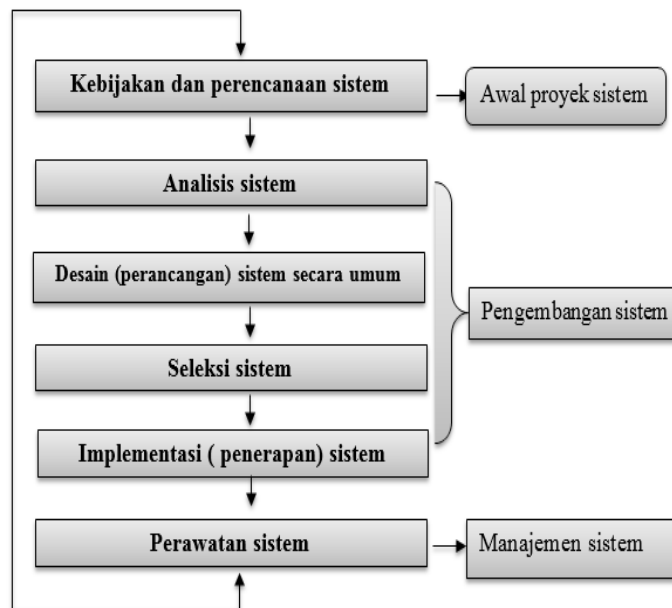 Kebijakan dan perencanaan sistem
Awal proyek sistem
Analisis sistem
Desain (perancangan) sistem secara umum
Pengembangan sistem
Seleksi sistem
Implementasi ( penerapan) sistem
Perawatan sistem
Manajemen sistem